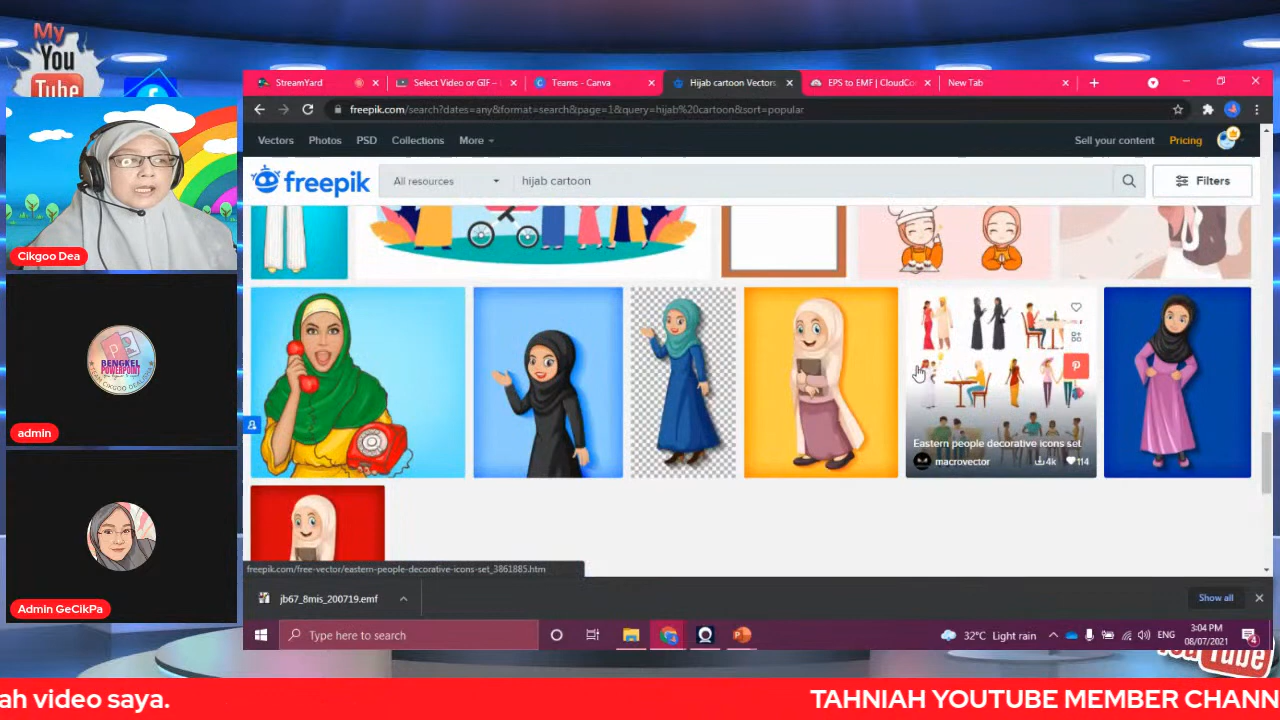 My
You
Tube
StreamYard
Select Video or GIF –
Teams - Canva
Hijab cartoon Vectors
EPS to EMF | CloudCo
New Tab
freepik.com/search?dates=any&format=search&page=1&query=hijab%20cartoon&sort=popular
Vectors
Photos
PSD
Collections
More
Sell your content
Pricing
freepik
All resources
hijab cartoon
Filters
Cikgoo Dea
BENGKEL
POWERPOINT
admin
Admin GeCikPa
Eastern people decorative icons set
macrovector
4k
114
freepik.com/free-vector/eastern-people-decorative-icons-set_3861885.htm
jb67_8mis_200719.emf
Show all
Type here to search
32°C Light rain
ENG
3:04 PM
08/07/2021
4
ah video saya.
TAHNIAH YOUTUBE MEMBER CHANN